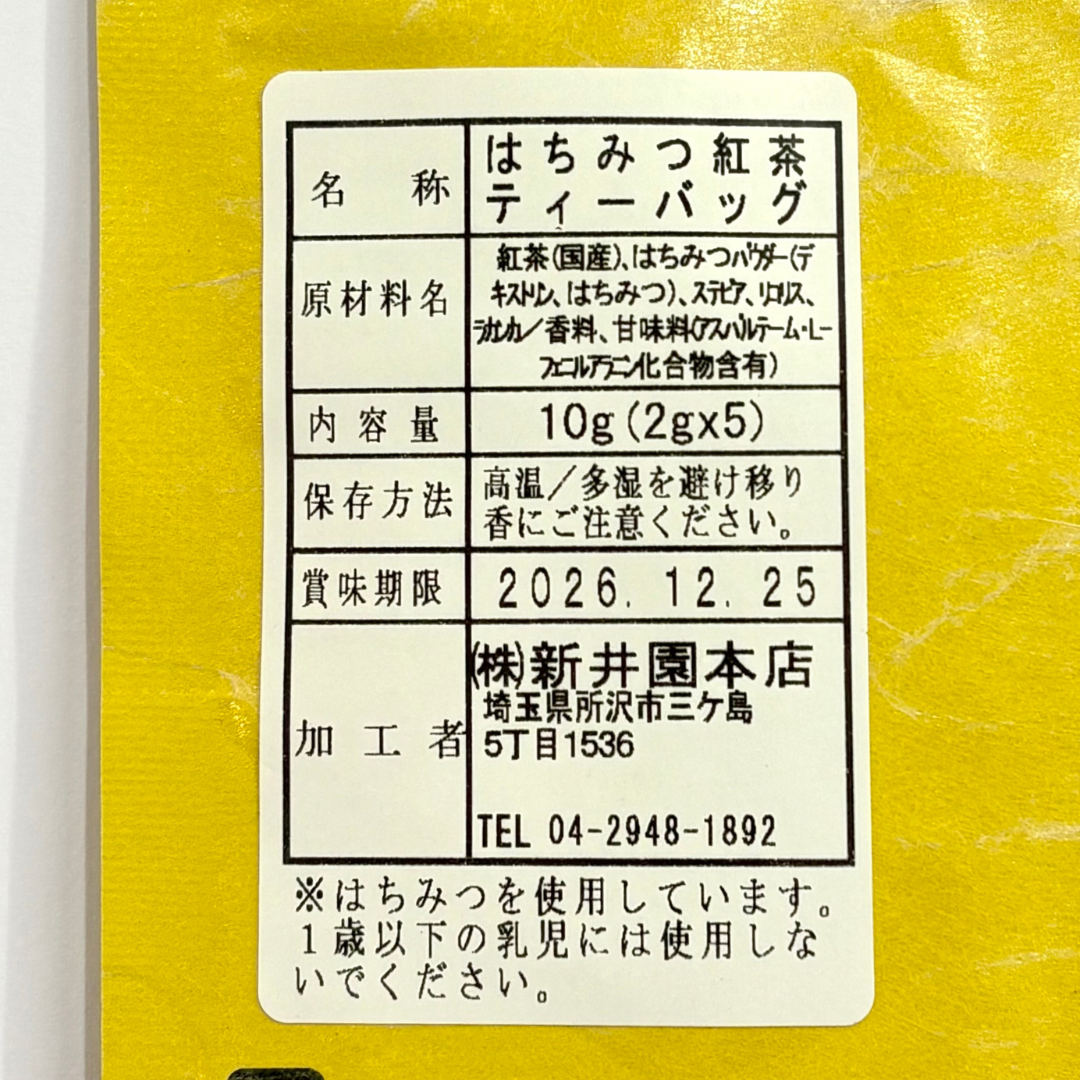 名称
はちみつ紅茶
ティーバッグ
原材料名
紅茶(国産)、はちみつパウダー(デ
キストリン、はちみつ)、ステビア、リコリス、
ラカンカ/香料、甘味料(アスパルテーム・L-
フェニルアラニン化合物含有)
内容量
10g(2gx5)
保存方法
高温/多湿を避け移り
香にご注意ください。
賞味期限
2026.12.25
加工者
(株)新井園本店
埼玉県所沢市三ケ島
5丁目1536
TEL 04-2948-1892
※はちみつを使用しています。
1歳以下の乳児には使用しな
いでください。